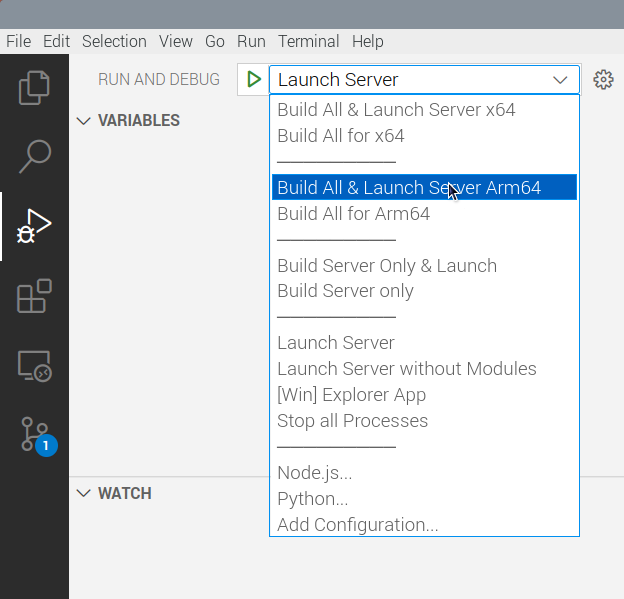 File Edit Selection View Go Run Terminal Help
RUN AND DEBUG Launch Server
VARIABLES
Build All & Launch Server x64
Build All for x64
Build All & Launch Server Arm64
Build All for Arm64
Build Server Only & Launch
Build Server only
Launch Server
Launch Server without Modules
[Win] Explorer App
Stop all Processes
1
Node.js...
WATCH
Python...
Add Configuration...